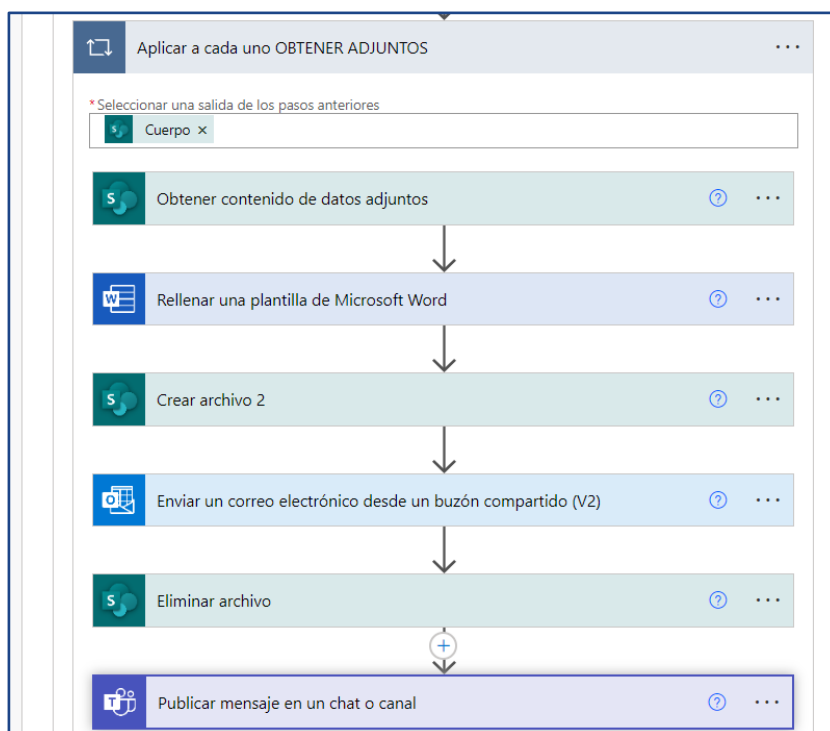 Aplicar a cada uno OBTENER ADJUNTOS
* Seleccionar una salida de los pasos anteriores
Cuerpo ×
Obtener contenido de datos adjuntos
Rellenar una plantilla de Microsoft Word
Crear archivo 2
Enviar un correo electrónico desde un buzón compartido (V2)
Eliminar archivo
Publicar mensaje en un chat o canal